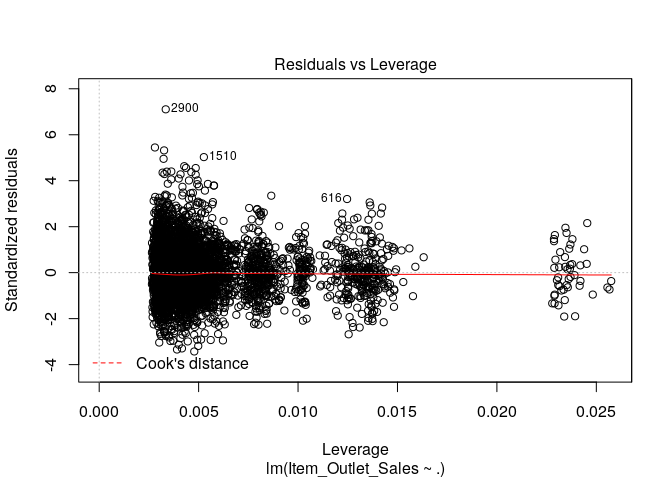 Residuals vs Leverage
Standardized residuals
8
6
4
2
0
-2
-4
2900
1510
616
Cook's distance
0.000 0.005 0.010 0.015 0.020 0.025
Leverage
lm(Item_Outlet_Sales ~ .)